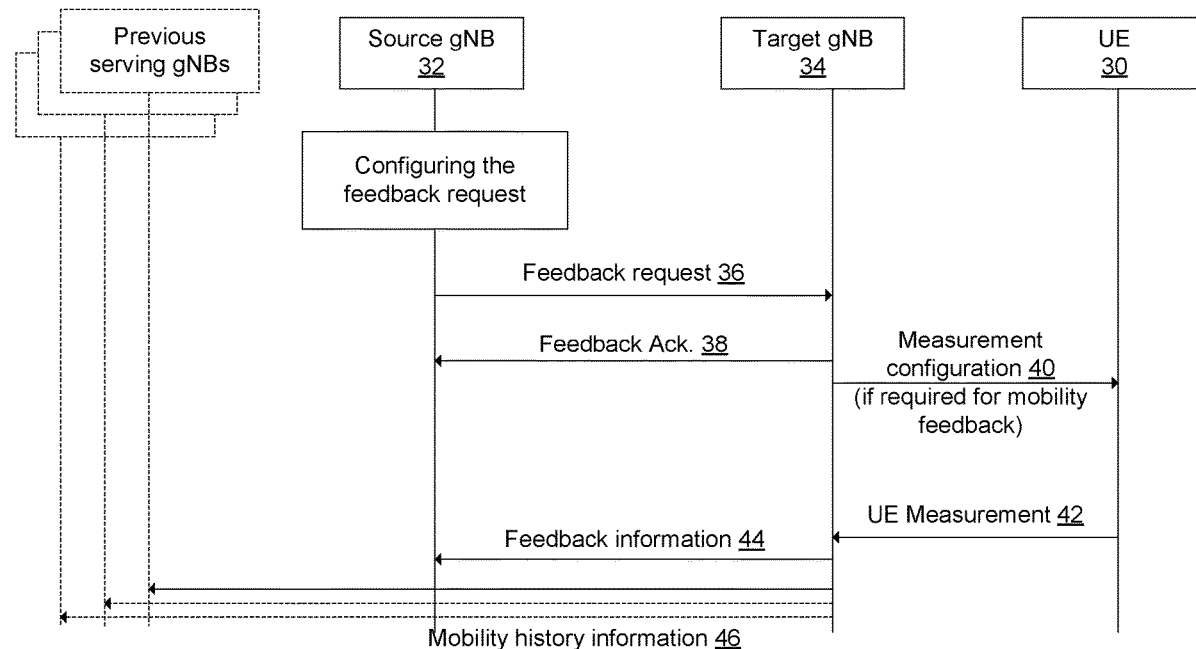 Previous
serving gNBs
Source gNB
32
Target gNB
34
UE
30
Configuring the
feedback request
Feedback request 36
Feedback Ack. 38
Measurement
configuration 40
(if required for mobility
feedback)
UE Measurement 42
Feedback information 44
Mobility history information 46